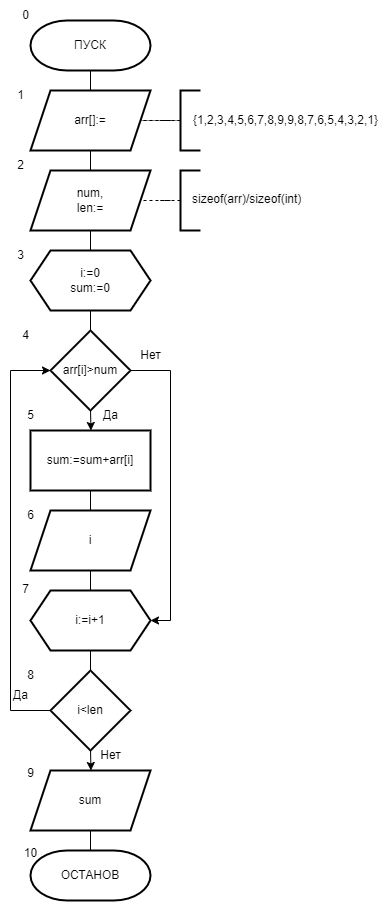 0
ПУСК
1
arr[]:=
{1,2,3,4,5,6,7,8,9,9,8,7,6,5,4,3,2,1}
2
num,
len:=
sizeof(arr)/sizeof(int)
3
i:=0
sum:=0
4
arr[i]>num
Нет
Да
5
sum:=sum+arr[i]
6
i
7
i:=i+1
8
Да
i<len
Нет
9
sum
10
ОСТАНОВ